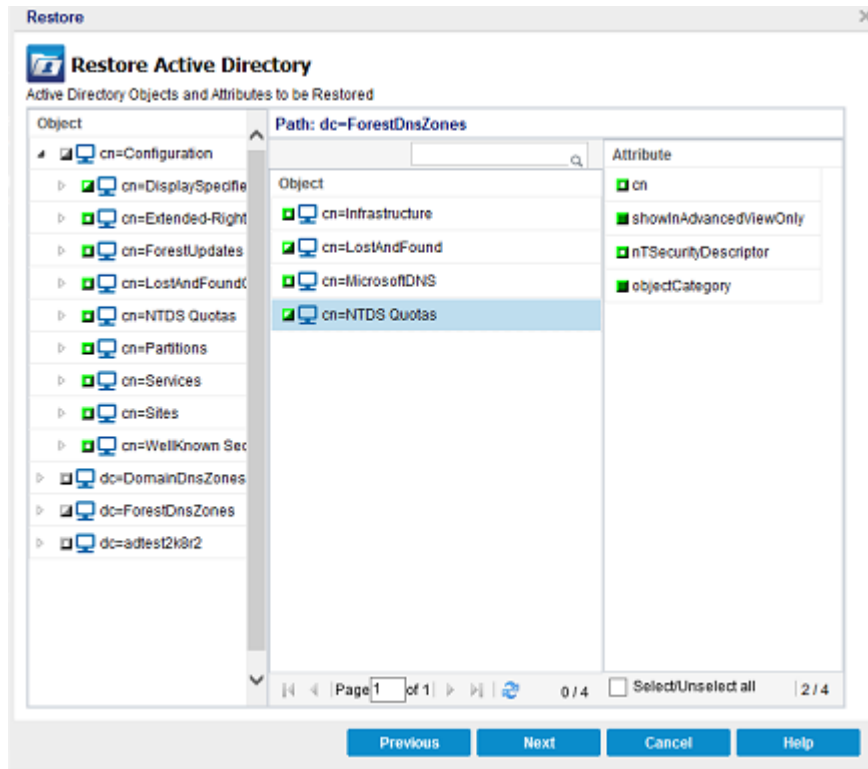 Restore
Restore Active Directory
Active Directory Objects and Attributes to be Restored
Object
cn=Configuration
cn=DisplaySpecifie
cn=Extended-Right
cn=ForestUpdates
cn=LostAndFound
cn=NTDS Quotas
cn=Partitions
cn=Services
cn=Sites
cn=WellKnown Sec
dc=DomainDnsZones
dc=ForestDnsZones
dc=adtest2k8r2
Path: dc=ForestDnsZones
Object
cn=Infrastructure
cn=LostAndFound
cn=MicrosoftDNS
cn=NTDS Quotas
Page 1 of 1
0 / 4
Attribute
cn
showInAdvancedViewOnly
nTSecurityDescriptor
objectCategory
Select/Unselect all
2 / 4
Previous Next Cancel Help